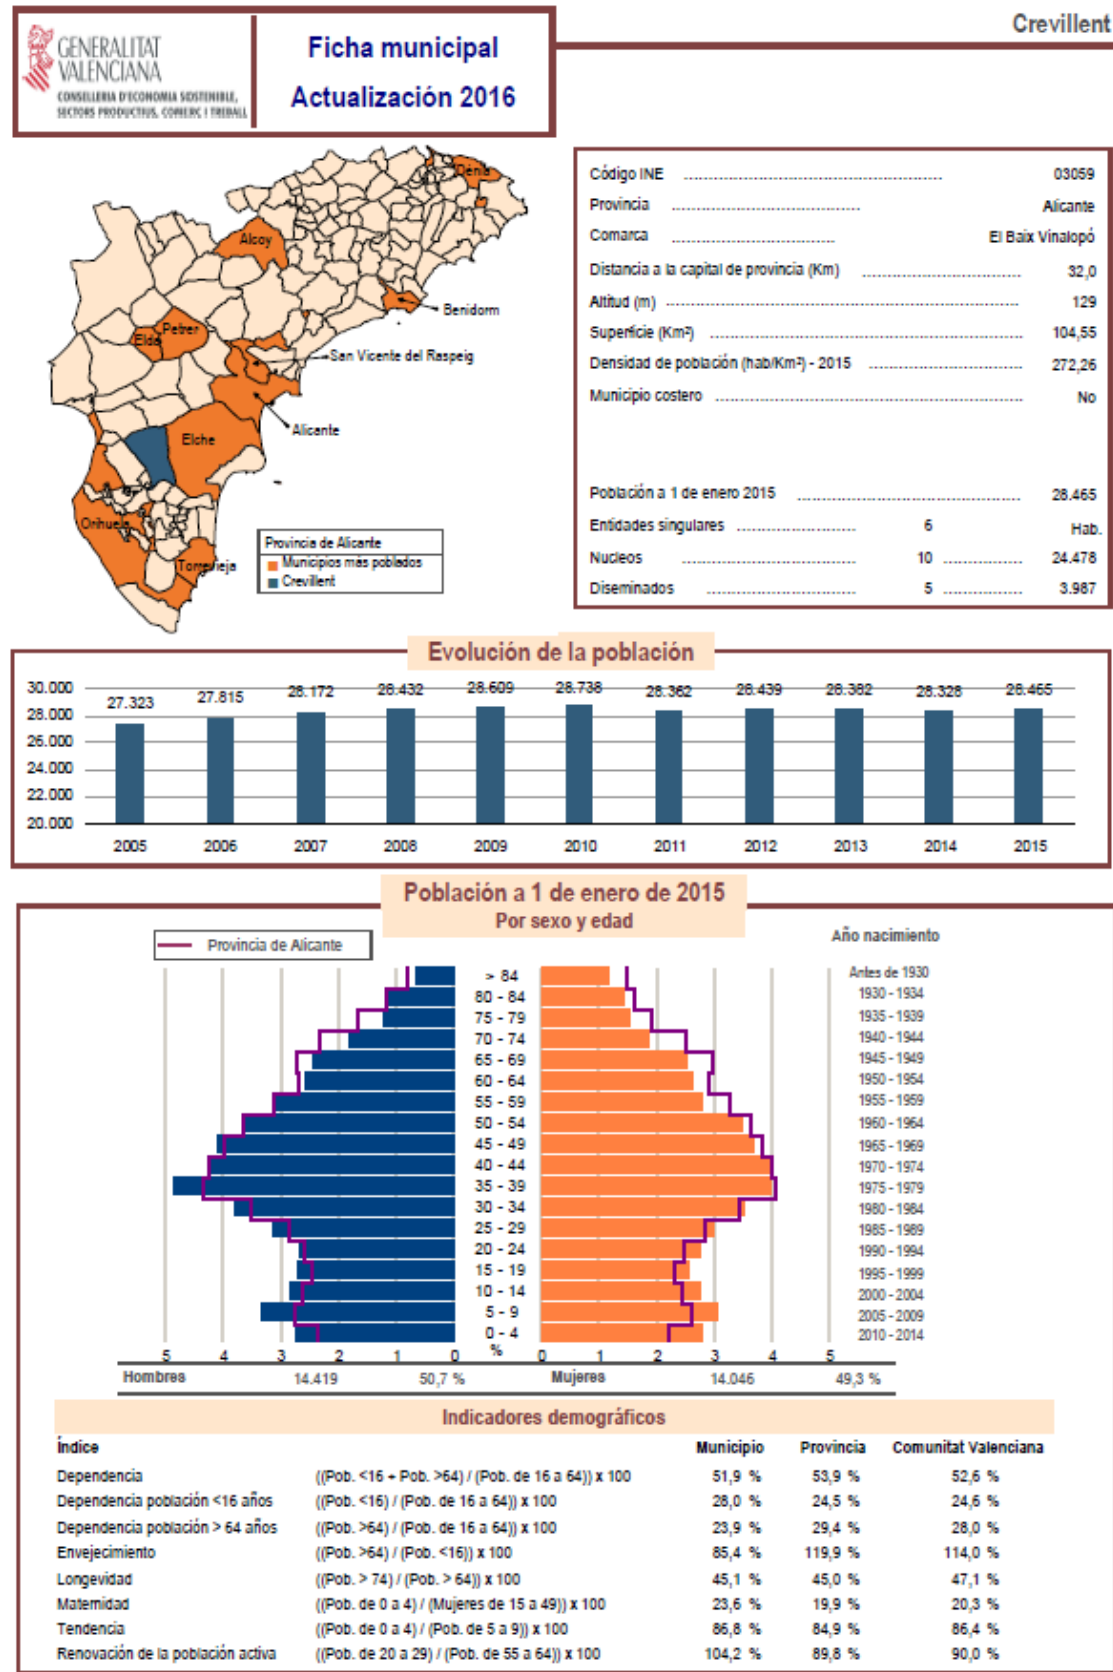 Crevillent
GENERALITAT
VALENCIANA
CONSELLERIA D'ECONOMIA SOSTENIBLE,
SECTORS PRODUCTIUS, COMERÇ I TREBALL
Ficha municipal
Actualización 2016
Dénia
Alcoy
Benidorm
Elda
Petrer
San Vicente del Raspeig
Alicante
Elche
Orihuela
Torrevieja
Provincia de Alicante
Municipios más poblados
Crevillent
Código INE 03059
Provincia Alicante
Comarca El Baix Vinalopó
Distancia a la capital de provincia (Km) 32,0
Altitud (m) 129
Superficie (Km²) 104,55
Densidad de población (hab/Km²) - 2015 272,26
Municipio costero No
Población a 1 de enero 2015 28.465
Entidades singulares 6 Hab.
Nucleos 10 24.478
Diseminados 5 3.987
Evolución de la población
30.000
28.000
26.000
24.000
22.000
20.000
27.323 27.815 28.172 28.432 28.609 28.738 28.362 28.439 28.382 28.328 28.465
2005 2006 2007 2008 2009 2010 2011 2012 2013 2014 2015
Población a 1 de enero de 2015
Por sexo y edad
Provincia de Alicante
Año nacimiento
> 84 Antes de 1930
80 - 84 1930 - 1934
75 - 79 1935 - 1939
70 - 74 1940 - 1944
65 - 69 1945 - 1949
60 - 64 1950 - 1954
55 - 59 1955 - 1959
50 - 54 1960 - 1964
45 - 49 1965 - 1969
40 - 44 1970 - 1974
35 - 39 1975 - 1979
30 - 34 1980 - 1984
25 - 29 1985 - 1989
20 - 24 1990 - 1994
15 - 19 1995 - 1999
10 - 14 2000 - 2004
5 - 9 2005 - 2009
0 - 4 2010 - 2014
5 4 3 2 1 0 % 0 1 2 3 4 5
Hombres 14.419 50,7 % Mujeres 14.046 49,3 %
Indicadores demográficos
Índice Municipio Provincia Comunitat Valenciana
Dependencia ((Pob. <16 + Pob. >64) / (Pob. de 16 a 64)) x 100 51,9 % 53,9 % 52,6 %
Dependencia población <16 años ((Pob. <16) / (Pob. de 16 a 64)) x 100 28,0 % 24,5 % 24,6 %
Dependencia población > 64 años ((Pob. >64) / (Pob. de 16 a 64)) x 100 23,9 % 29,4 % 28,0 %
Envejecimiento ((Pob. >64) / (Pob. <16)) x 100 85,4 % 119,9 % 114,0 %
Longevidad ((Pob. > 74) / (Pob. > 64)) x 100 45,1 % 45,0 % 47,1 %
Maternidad ((Pob. de 0 a 4) / (Mujeres de 15 a 49)) x 100 23,6 % 19,9 % 20,3 %
Tendencia ((Pob. de 0 a 4) / (Pob. de 5 a 9)) x 100 86,8 % 84,9 % 86,4 %
Renovación de la población activa ((Pob. de 20 a 29) / (Pob. de 55 a 64)) x 100 104,2 % 89,8 % 90,0 %